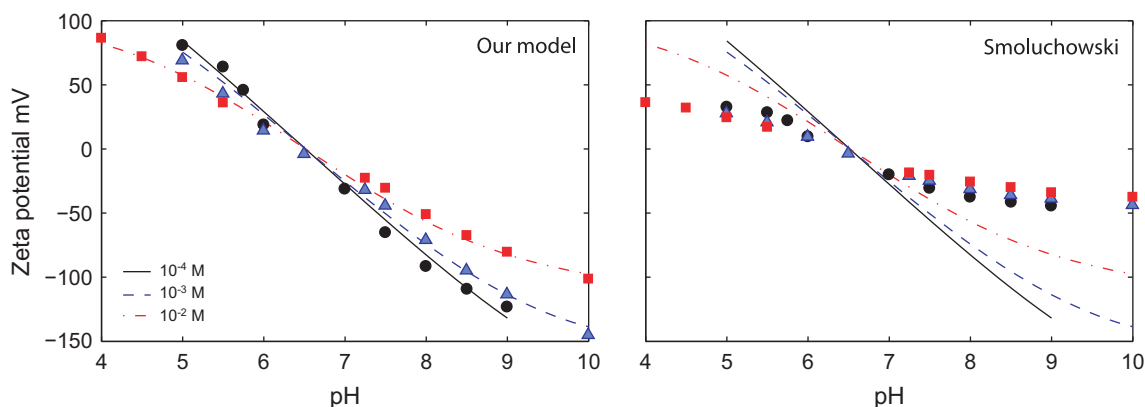 Zeta potential mV
100
50
0
−50
−100
−150
Our model
10-4 M
10-3 M
10-2 M
4 5 6 7 8 9 10
pH
Smoluchowski
4 5 6 7 8 9 10
pH